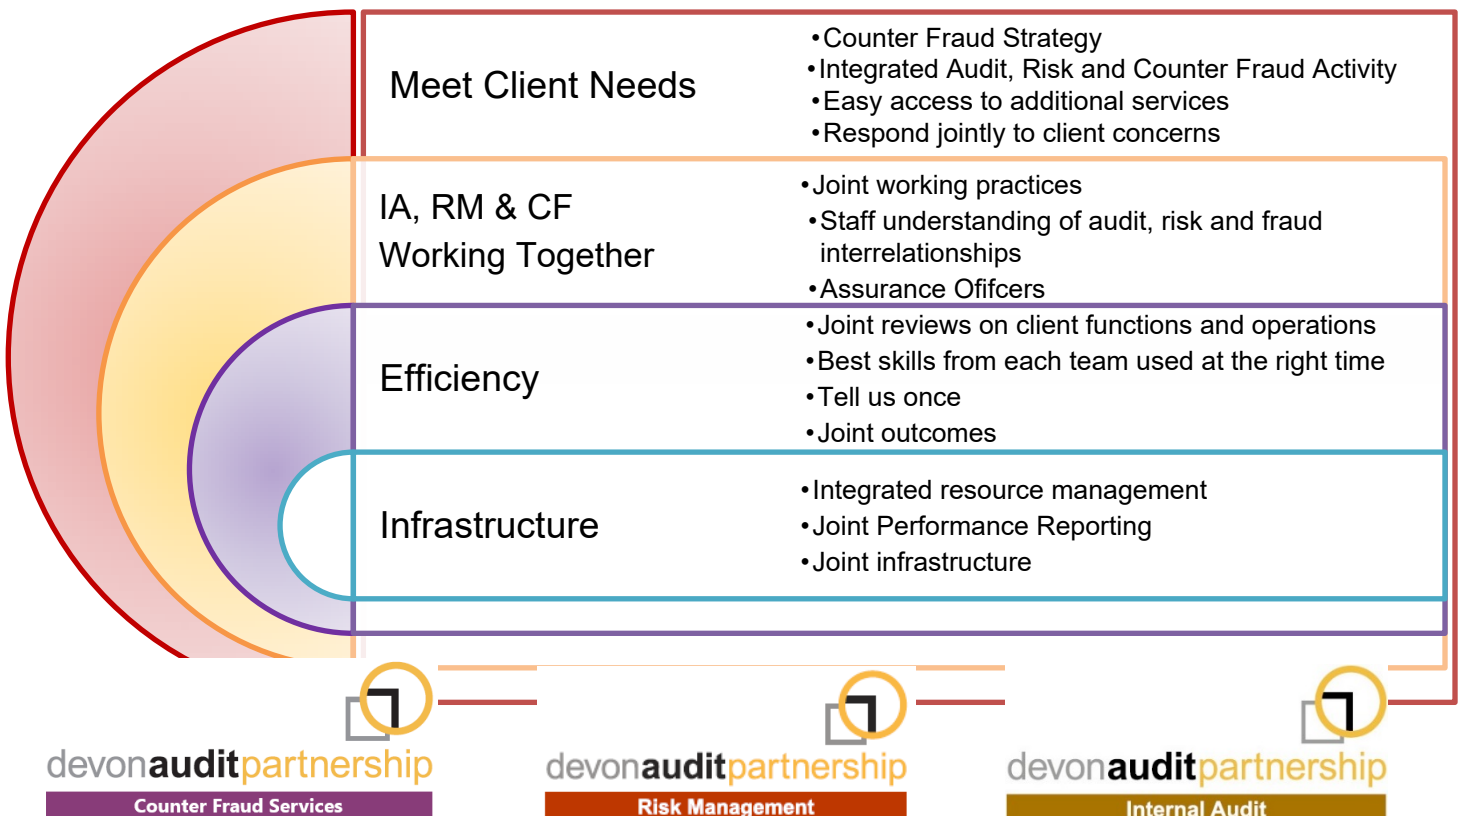 Meet Client Needs
•Counter Fraud Strategy
•Integrated Audit, Risk and Counter Fraud Activity
•Easy access to additional services
•Respond jointly to client concerns
IA, RM & CF
Working Together
•Joint working practices
•Staff understanding of audit, risk and fraud
interrelationships
•Assurance Ofifcers
Efficiency
•Joint reviews on client functions and operations
•Best skills from each team used at the right time
•Tell us once
•Joint outcomes
Infrastructure
•Integrated resource management
•Joint Performance Reporting
•Joint infrastructure
devonauditpartnership
Counter Fraud Services
devonauditpartnership
Risk Management
devonauditpartnership
Internal Audit